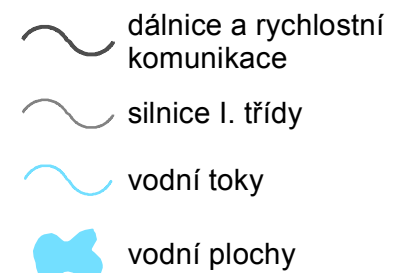 dálnice a rychlostní
komunikace
silnice I. třídy
vodní toky
vodní plochy